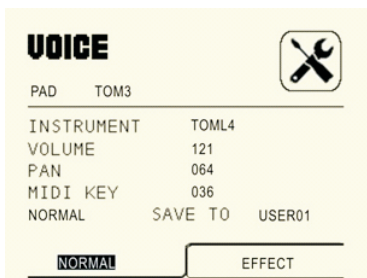 VOICE
PAD TOM3
INSTRUMENT TOML4
VOLUME 121
PAN 064
MIDI KEY 036
NORMAL SAVE TO USER01
NORMAL EFFECT